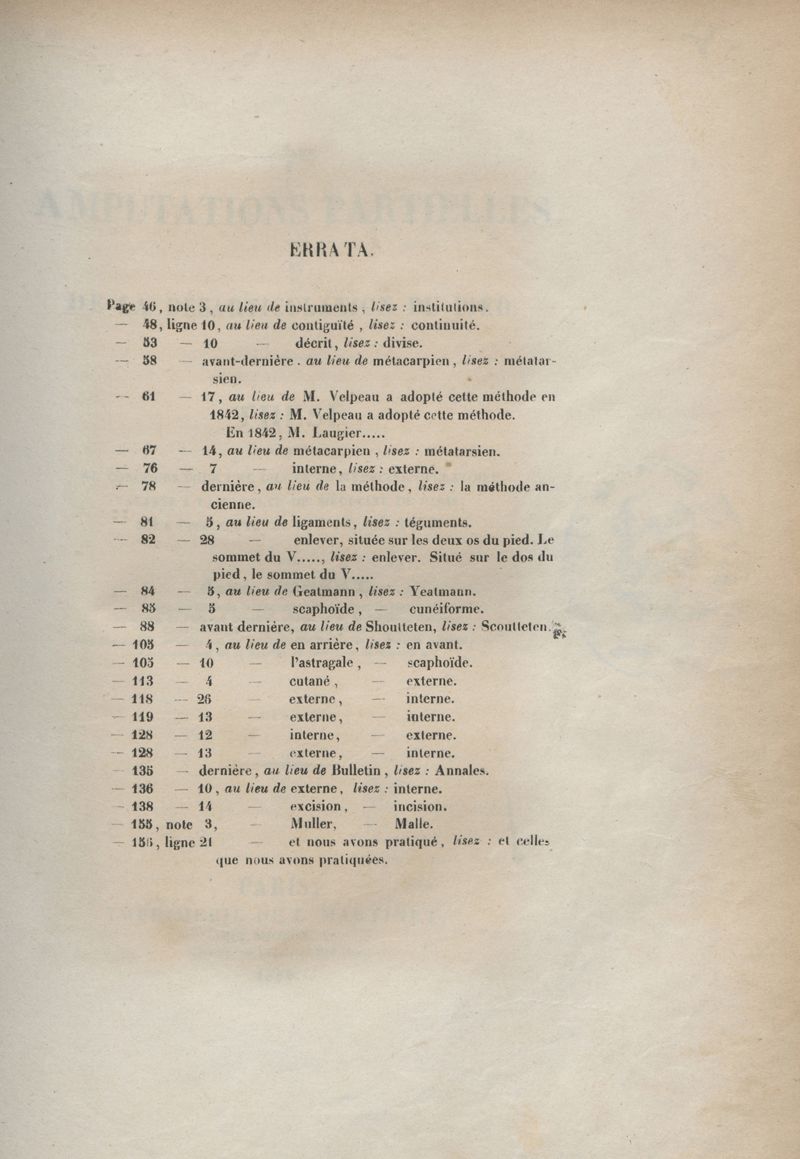 ERRATA.
Page 46, note 3, au lieu de instruments, lisez : institutions.
— 48, ligne 10, au lieu de contiguïté, lisez : continuité.
— 53 — 10 — décrit, lisez : divise.
— 58 — avant-dernière. au lieu de métacarpien, lisez : métatar-
sien.
— 61 — 17, au lieu de M. Velpeau a adopté cette méthode en
1842, lisez : M. Velpeau a adopté cette méthode.
En 1842, M. Laugier.....
— 67 — 14, au lieu de métacarpien, lisez : métatarsien.
— 76 — 7 — interne, lisez : externe.
— 78 — dernière, au lieu de la méthode, lisez : la méthode an-
cienne.
— 81 — 5, au lieu de ligaments, lisez : téguments.
— 82 — 28 — enlever, située sur les deux os du pied. Le
sommet du V....., lisez : enlever. Situé sur le dos du
pied, le sommet du V.....
— 84 — 5, au lieu de Geatmann, lisez : Yeatmann.
— 85 — 5 — scaphoïde, — cunéiforme.
— 88 — avant dernière, au lieu de Shoutteten, lisez : Scoutteten.
— 105 — 4, au lieu de en arrière, lisez : en avant.
— 105 — 10 — l'astragale, — scaphoïde.
— 113 — 4 — cutané, — externe.
— 118 — 26 — externe, — interne.
— 119 — 13 — externe, — interne.
— 128 — 12 — interne, — externe.
— 128 — 13 — externe, — interne.
— 135 — dernière, au lieu de Bulletin, lisez : Annales.
— 136 — 10, au lieu de externe, lisez : interne.
— 138 — 14 — excision, — incision.
— 155, note 3, — Muller, — Malle.
— 156, ligne 21 — et nous avons pratiqué, lisez : et celles
que nous avons pratiquées.